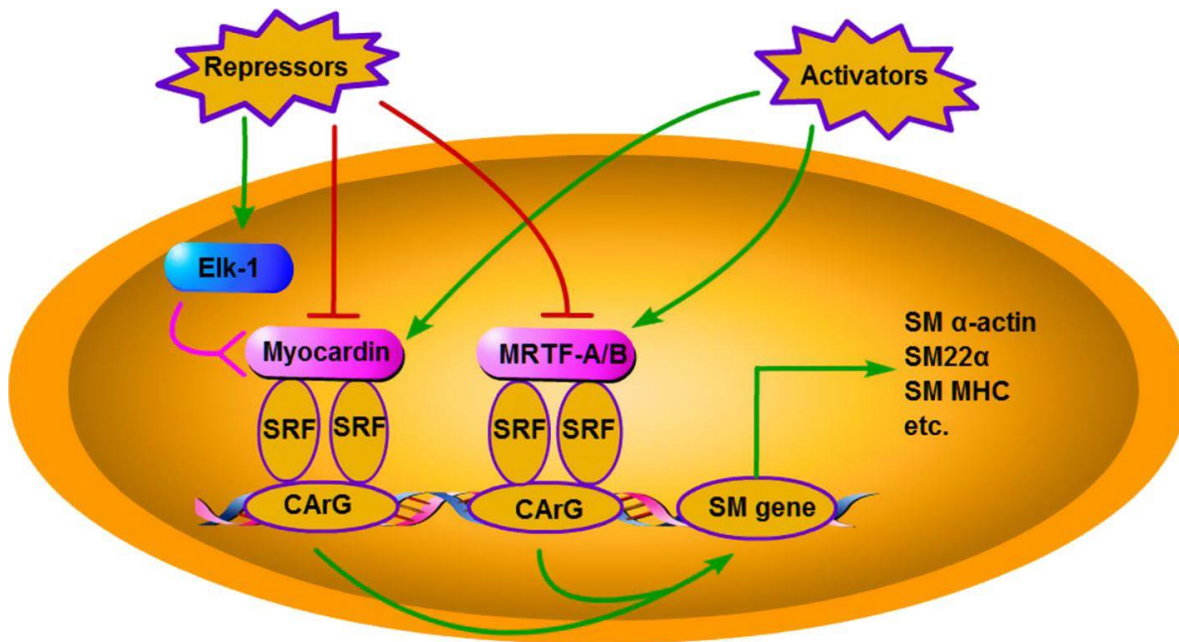 Repressors
Activators
Elk-1
Myocardin
MRTF-A/B
SRF
SRF
SRF
SRF
CArG
CArG
SM gene
SM α-actin
SM22α
SM MHC
etc.